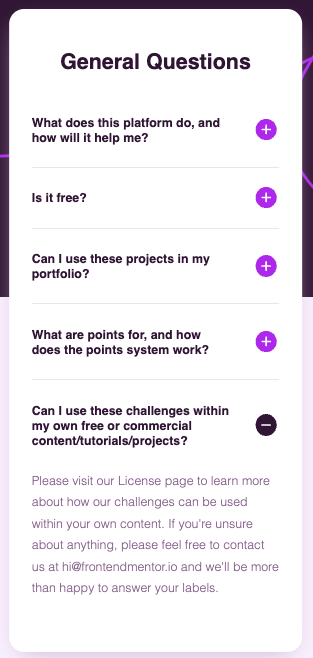 General Questions
What does this platform do, and
how will it help me?
Is it free?
Can I use these projects in my
portfolio?
What are points for, and how
does the points system work?
Can I use these challenges within
my own free or commercial
content/tutorials/projects?
Please visit our License page to learn more
about how our challenges can be used
within your own content. If you're unsure
about anything, please feel free to contact
us at hi@frontendmentor.io and we'll be more
than happy to answer your labels.